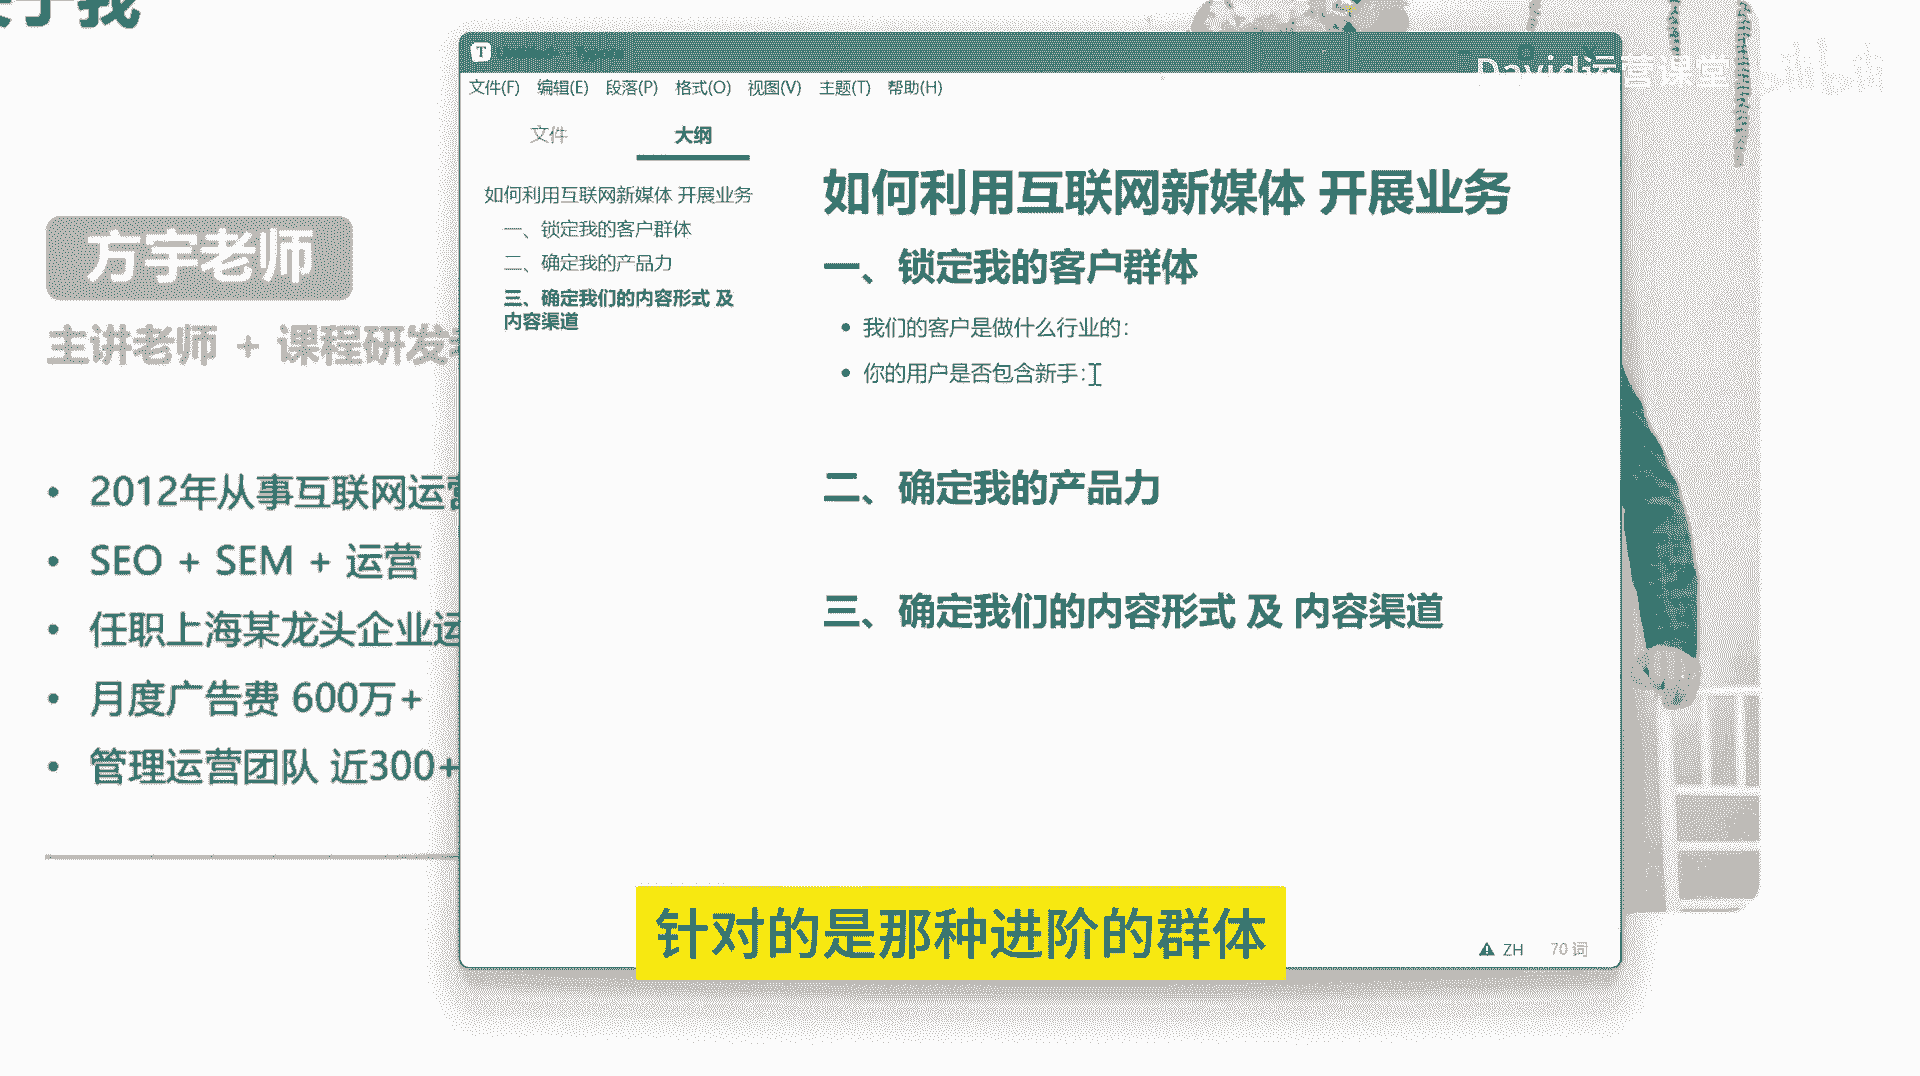 方宇老师
主讲老师 + 课程研发
• 2012年从事互联网运营
• SEO + SEM + 运营
• 任职上海某龙头企业运
• 月度广告费 600万+
• 管理运营团队 近300+
T
David运营课堂
bilibili
文件(F) 编辑(E) 段落(P) 格式(O) 视图(V) 主题(T) 帮助(H)
文件 大纲
如何利用互联网新媒体 开展业务
一、锁定我的客户群体
二、确定我的产品力
三、确定我们的内容形式 及
内容渠道
如何利用互联网新媒体 开展业务
一、锁定我的客户群体
• 我们的客户是做什么行业的:
• 你的用户是否包含新手:
二、确定我的产品力
三、确定我们的内容形式 及 内容渠道
ZH 70 词
针对的是那种进阶的群体